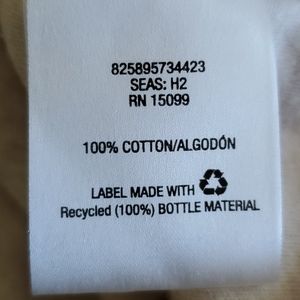 825895734423
SEAS: H2
RN 15099
100% COTTON/ALGODÓN
LABEL MADE WITH
Recycled (100%) BOTTLE MATERIAL